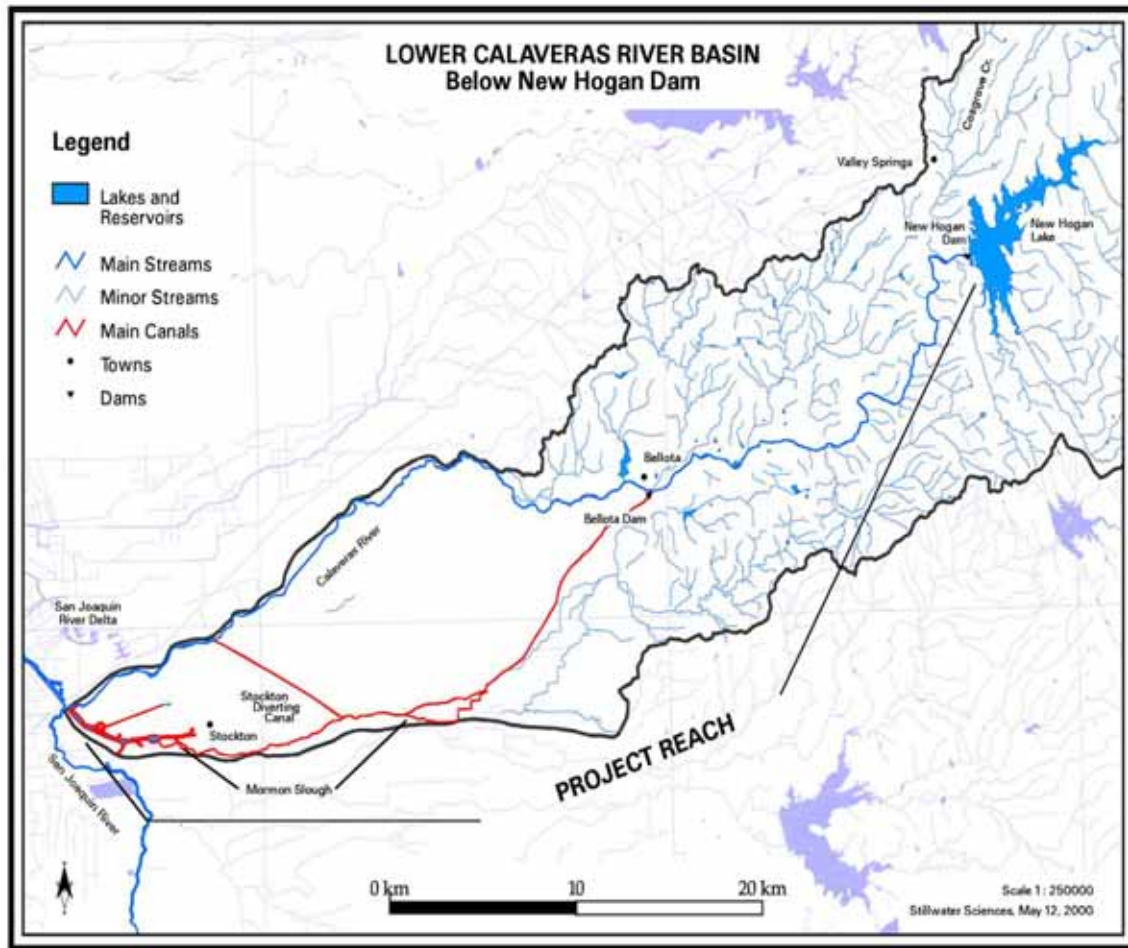 LOWER CALAVERAS RIVER BASIN
Below New Hogan Dam
Legend
Lakes and
Reservoirs
Main Streams
Minor Streams
Main Canals
Towns
Dams
Cosgrove Cr.
Valley Springa
New Hogan
Dam
New Hogan
Lake
Bellota
Bellota Dam
Calaveras River
San Joaquin
River Delta
Stockton
Diverting
Canal
Stockton
Mormon Slough
San Joaquin River
PROJECT REACH
0 km
10
20 km
Scale 1 : 250000
Stillwater Sciences, May 12, 2000